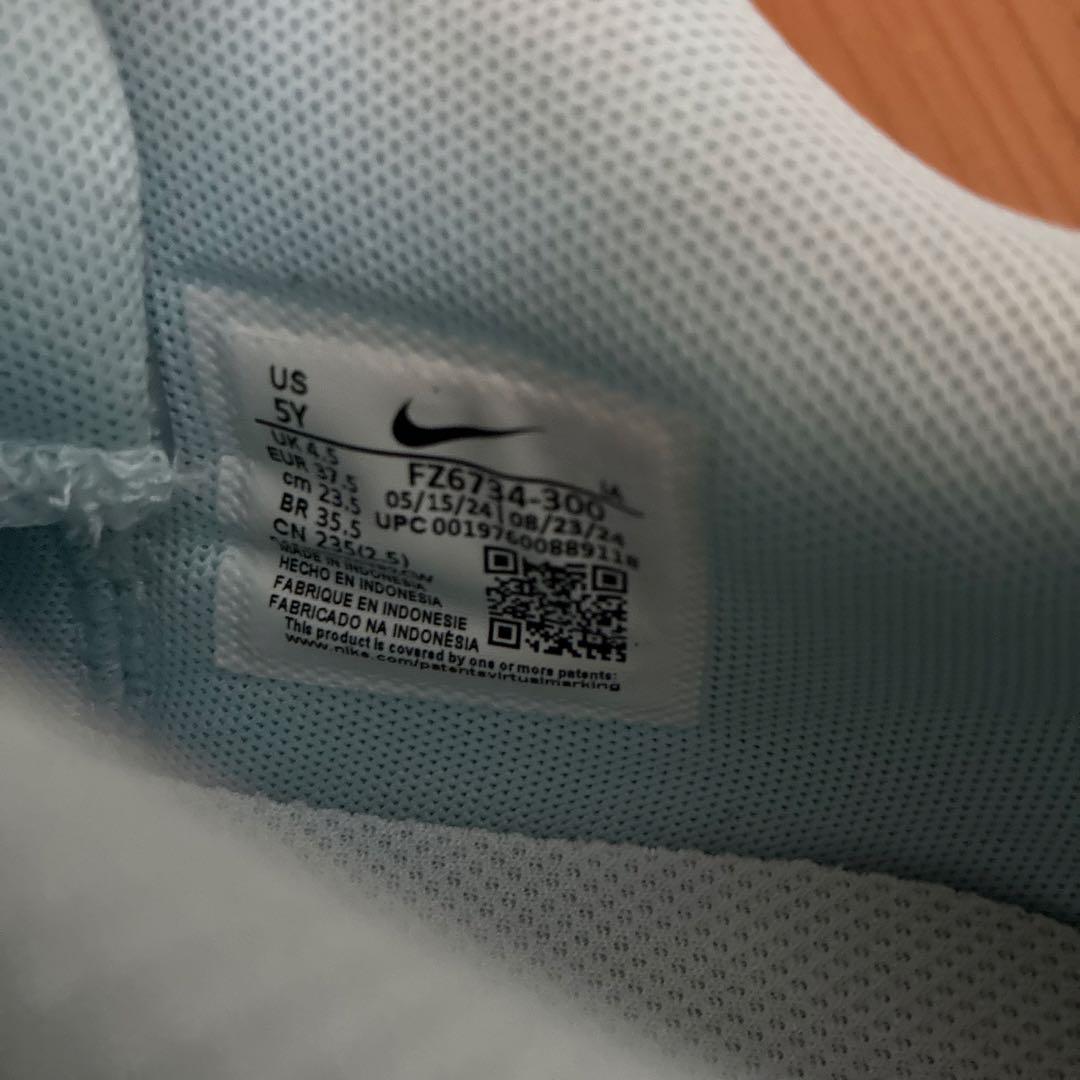 US
5Y
UK 4.5
EUR 37.5
cm 23.5
BR 35.5
CN 235(2.5)
FZ6734-300
05/15/24 08/23/24
UPC 00197600889118
MADE IN INDONESIA
HECHO EN INDONESIA
FABRIQUE EN INDONESIE
FABRICADO NA INDONÉSIA
This product is covered by one or more patents:
www.nike.com/patentsvirtualmarking